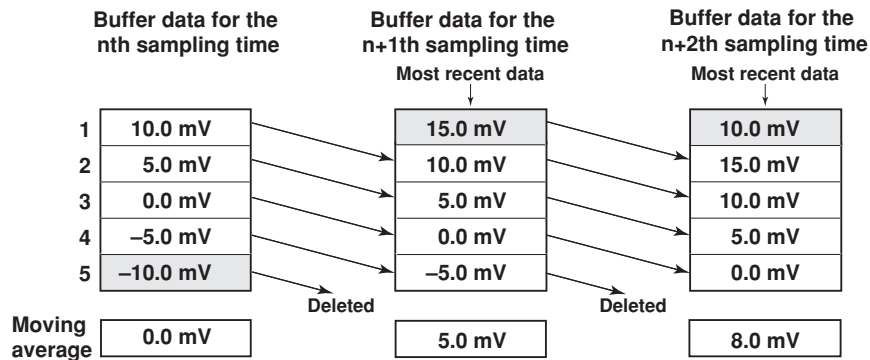 Buffer data for the
nth sampling time
Buffer data for the
n+1th sampling time
Buffer data for the
n+2th sampling time
Most recent data
Most recent data
1 10.0 mV 15.0 mV 10.0 mV
2 5.0 mV 10.0 mV 15.0 mV
3 0.0 mV 5.0 mV 10.0 mV
4 –5.0 mV 0.0 mV 5.0 mV
5 –10.0 mV –5.0 mV 0.0 mV
Deleted
Deleted
Moving
average
0.0 mV 5.0 mV 8.0 mV